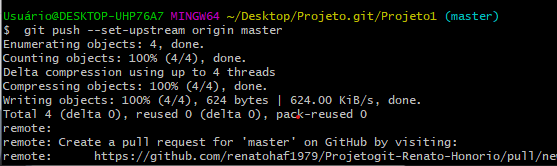 Usuário@DESKTOP-UHP76A7 MINGW64 ~/Desktop/Projeto.git/Projeto1 (master)
$  git push --set-upstream origin master
Enumerating objects: 4, done.
Counting objects: 100% (4/4), done.
Delta compression using up to 4 threads
Compressing objects: 100% (4/4), done.
Writing objects: 100% (4/4), 624 bytes | 624.00 KiB/s, done.
Total 4 (delta 0), reused 0 (delta 0), pack-reused 0
remote:
remote: Create a pull request for 'master' on GitHub by visiting:
remote:      https://github.com/renatohaf1979/Projetogit-Renato-Honorio/pull/ne